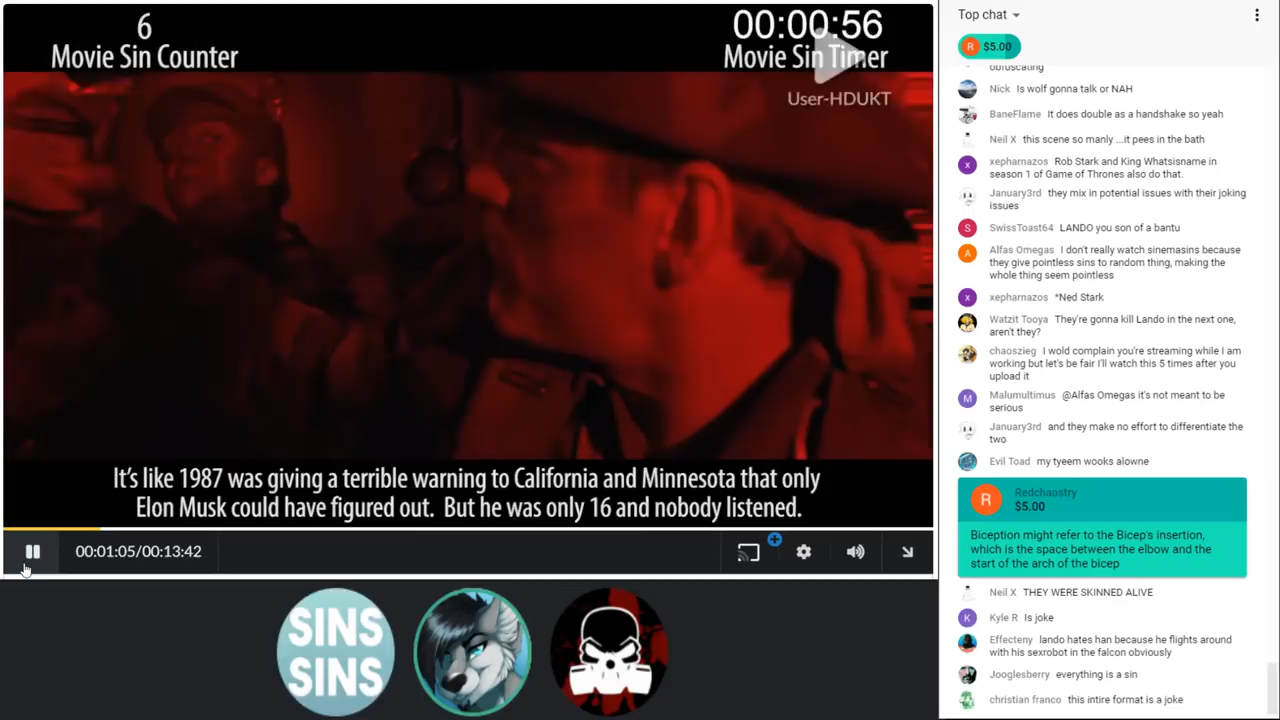 6
Movie Sin Counter
00:00:56
Movie Sin Timer
User-HDUKT
It's like 1987 was giving a terrible warning to California and Minnesota that only
Elon Musk could have figured out.  But he was only 16 and nobody listened.
00:01:05/00:13:42
SINS
SINS
Top chat
R $5.00
obfuscating
Nick Is wolf gonna talk or NAH
BaneFlame It does double as a handshake so yeah
Neil X this scene so manly ...it pees in the bath
x xepharnazos Rob Stark and King Whatsisname in
season 1 of Game of Thrones also do that.
January3rd they mix in potential issues with their joking
issues
S SwissToast64 LANDO you son of a bantu
A Alfas Omegas I don't really watch sinemasins because
they give pointless sins to random thing, making the
whole thing seem pointless
x xepharnazos *Ned Stark
Watzit Tooya They're gonna kill Lando in the next one,
aren't they?
chaoszieg I wold complain you're streaming while I am
working but let's be fair I'll watch this 5 times after you
upload it
M Malumultimus @Alfas Omegas it's not meant to be
serious
January3rd and they make no effort to differentiate the
two
Evil Toad my tyeem wooks alowne
R Redchaostry
$5.00
Biception might refer to the Bicep's insertion,
which is the space between the elbow and the
start of the arch of the bicep
Neil X THEY WERE SKINNED ALIVE
K Kyle R Is joke
Effecteny lando hates han because he flights around
with his sexrobot in the falcon obviously
Jooglesberry everything is a sin
christian franco this intire format is a joke